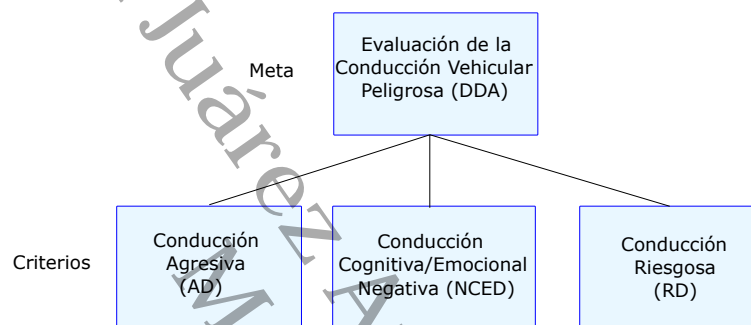 Juárez A
M
Meta
Evaluación de la
Conducción Vehicular
Peligrosa (DDA)
Criterios
Conducción
Agresiva
(AD)
Conducción
Cognitiva/Emocional
Negativa (NCED)
Conducción
Riesgosa
(RD)